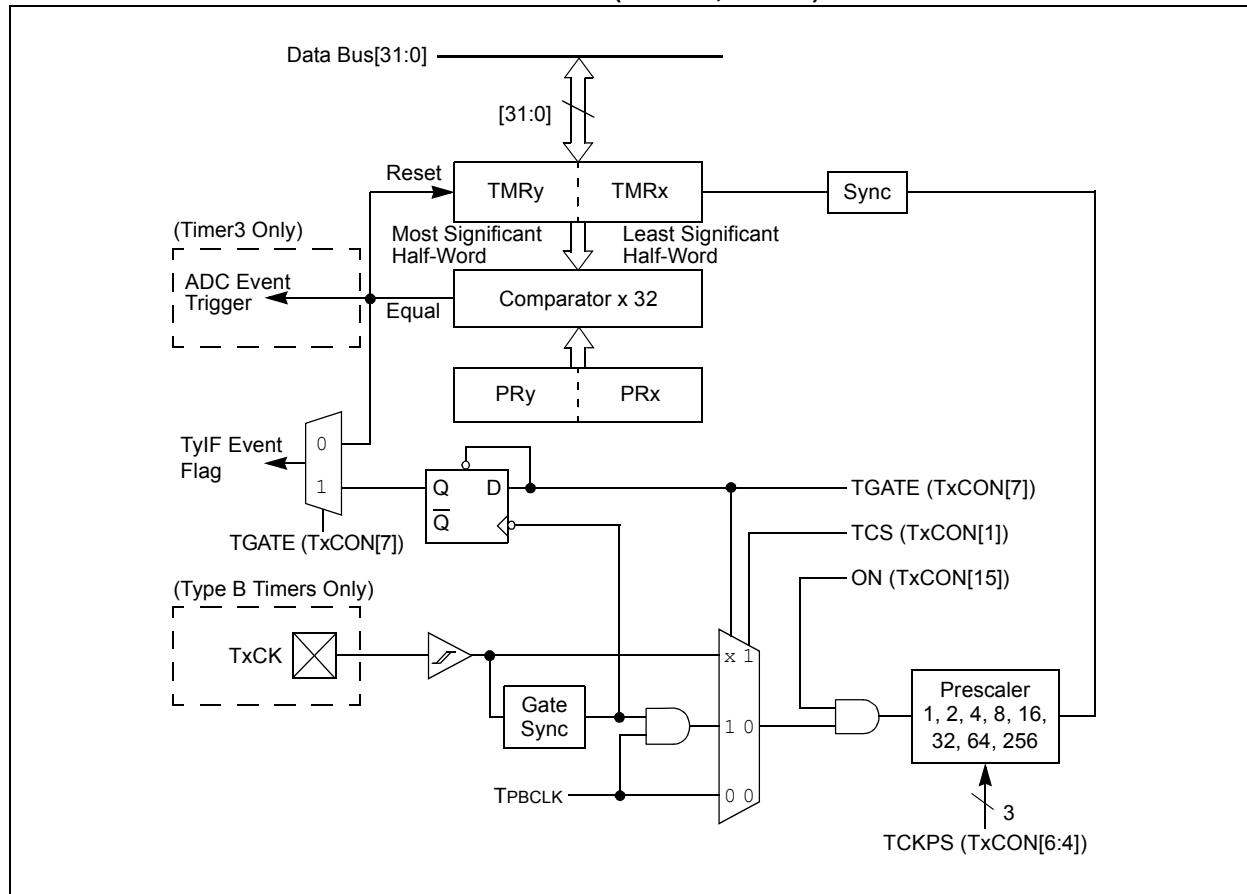 Data Bus[31:0]
[31:0]
Reset
TMRy
TMRx
Sync
(Timer3 Only)
Most Significant
Half-Word
Least Significant
Half-Word
ADC Event
Trigger
Equal
Comparator x 32
PRy
PRx
TyIF Event
Flag
0
1
Q
D
Q
TGATE (TxCON[7])
TGATE (TxCON[7])
TCS (TxCON[1])
ON (TxCON[15])
(Type B Timers Only)
TxCK
x 1
Gate
Sync
1 0
Prescaler
1, 2, 4, 8, 16,
32, 64, 256
TPBCLK
0 0
3
TCKPS (TxCON[6:4])